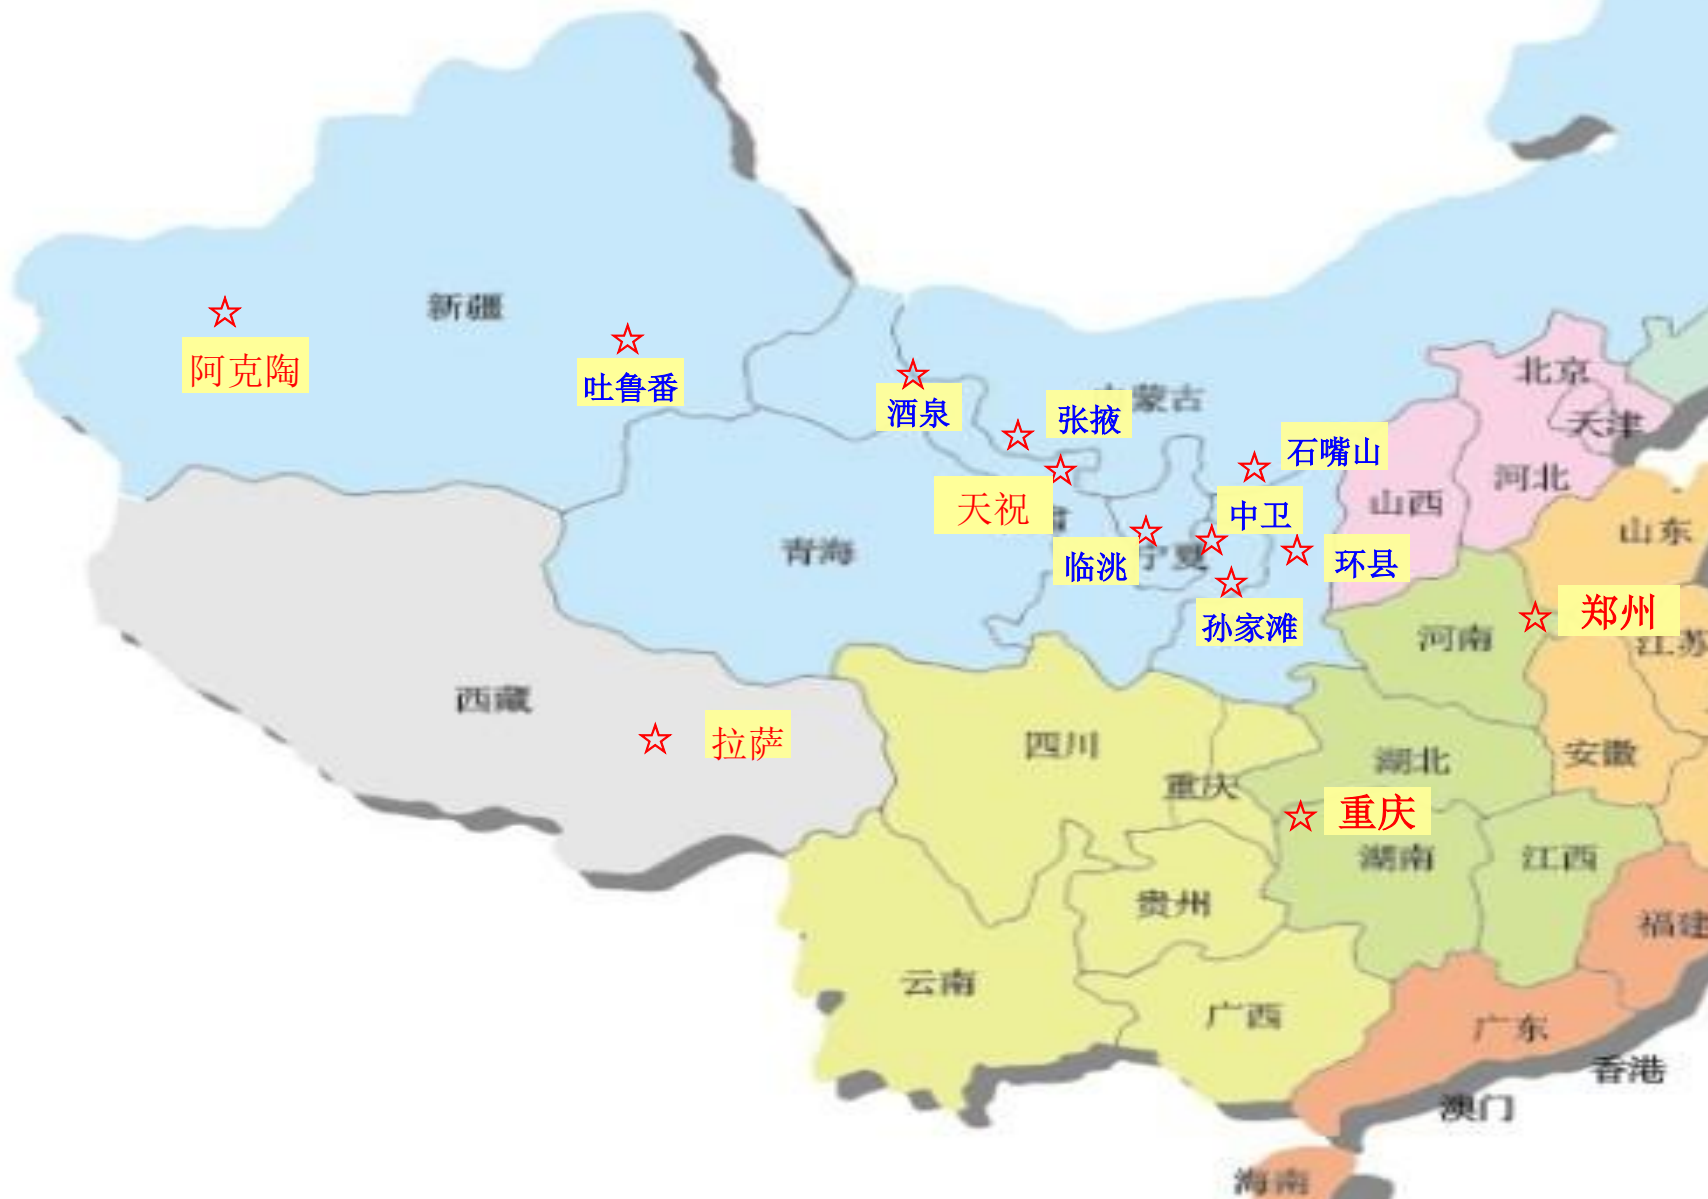 新疆
阿克陶
吐鲁番
酒泉
张掖
蒙古
北京
天津
石嘴山
河北
山西
天祝
中卫
山东
青海
临洮
宁夏
环县
郑州
孙家滩
河南
江苏
西藏
拉萨
四川
湖北
安徽
重庆
重庆
湖南
江西
贵州
福建
云南
广西
广东
香港
澳门
海南